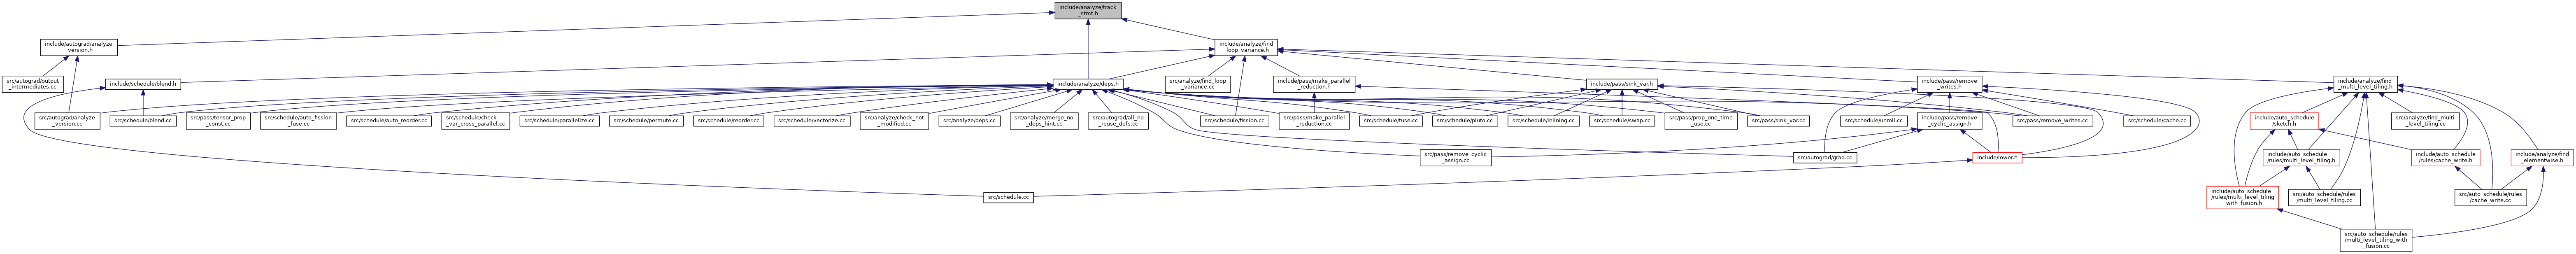 include/analyze/track
_stmt.h
include/autograd/analyze
_version.h
include/analyze/find
_loop_variance.h
src/autograd/output
_intermediates.cc
include/schedule/blend.h
include/analyze/deps.h
src/analyze/find_loop
_variance.cc
include/pass/make_parallel
_reduction.h
include/pass/sink_var.h
include/pass/remove
_writes.h
include/analyze/find
_multi_level_tiling.h
src/autograd/analyze
_version.cc
src/schedule/blend.cc
src/pass/tensor_prop
_const.cc
src/schedule/auto_fission
_fuse.cc
src/schedule/auto_reorder.cc
src/schedule/check
_var_cross_parallel.cc
src/schedule/parallelize.cc
src/schedule/permute.cc
src/schedule/reorder.cc
src/schedule/vectorize.cc
src/analyze/check_not
_modified.cc
src/analyze/deps.cc
src/analyze/merge_no
_deps_hint.cc
src/autograd/all_no
_reuse_defs.cc
src/schedule/fission.cc
src/pass/make_parallel
_reduction.cc
src/schedule/fuse.cc
src/schedule/pluto.cc
src/schedule/inlining.cc
src/schedule/swap.cc
src/pass/prop_one_time
_use.cc
src/pass/sink_var.cc
src/schedule/unroll.cc
include/pass/remove
_cyclic_assign.h
src/pass/remove_writes.cc
src/schedule/cache.cc
include/auto_schedule
/sketch.h
src/analyze/find_multi
_level_tiling.cc
src/pass/remove_cyclic
_assign.cc
src/autograd/grad.cc
include/lower.h
include/auto_schedule
/rules/multi_level_tiling.h
include/auto_schedule
/rules/cache_write.h
include/analyze/find
_elementwise.h
src/schedule.cc
include/auto_schedule
/rules/multi_level_tiling
_with_fusion.h
src/auto_schedule/rules
/multi_level_tiling.cc
src/auto_schedule/rules
/cache_write.cc
src/auto_schedule/rules
/multi_level_tiling_with
_fusion.cc